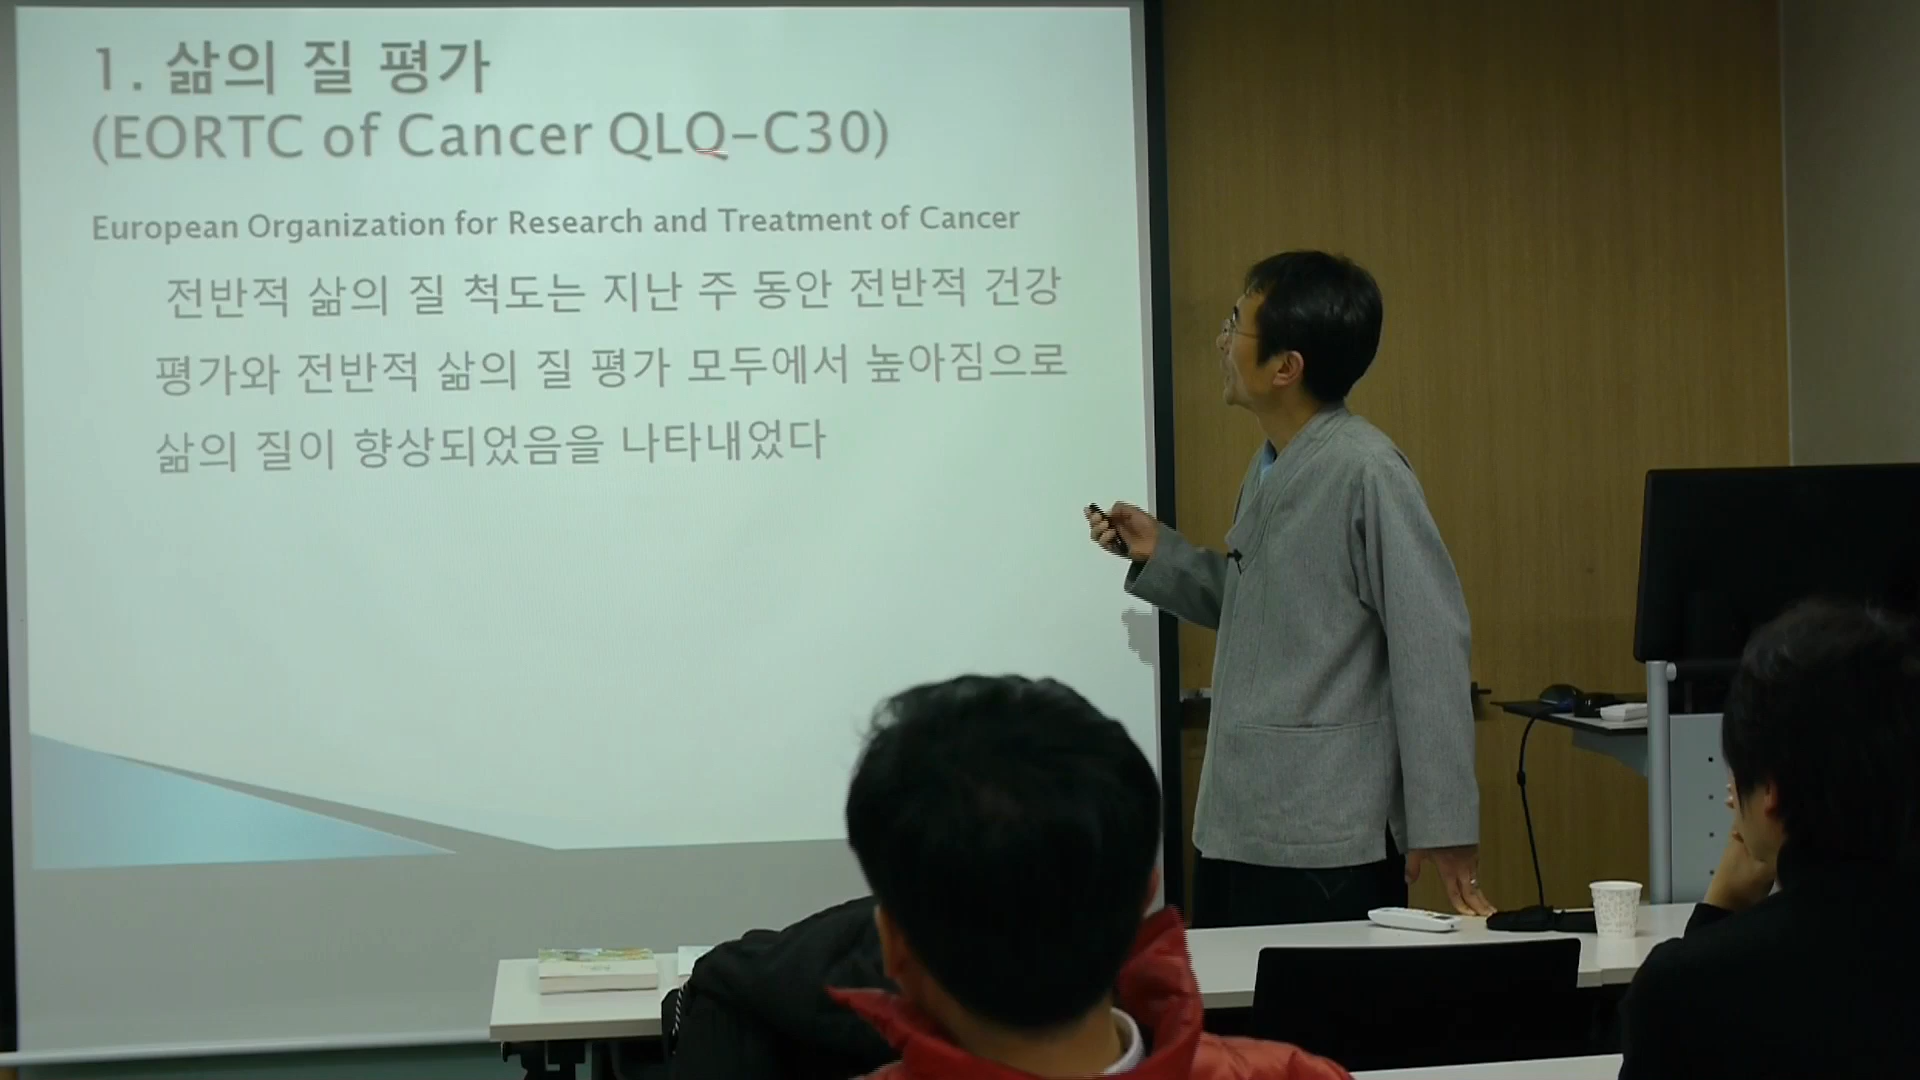 1. 삶의 질 평가
(EORTC of Cancer QLQ-C30)
European Organization for Research and Treatment of Cancer
전반적 삶의 질 척도는 지난 주 동안 전반적 건강
평가와 전반적 삶의 질 평가 모두에서 높아짐으로
삶의 질이 향상되었음을 나타내었다